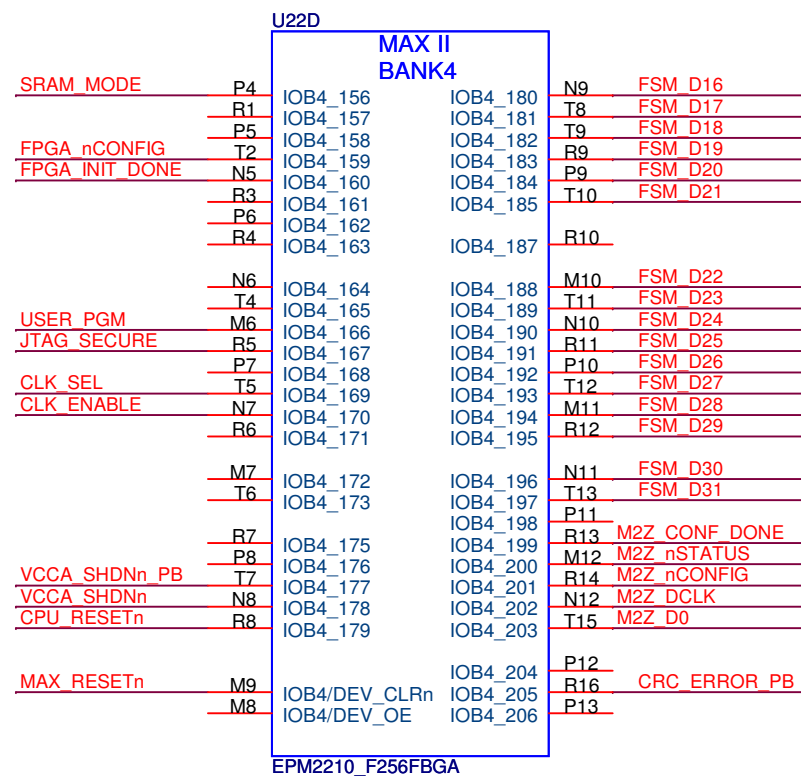 U22D
MAX II
BANK4
SRAM_MODE P4 IOB4_156 IOB4_180 N9 FSM_D16
R1 IOB4_157 IOB4_181 T8 FSM_D17
P5 IOB4_158 IOB4_182 T9 FSM_D18
FPGA_nCONFIG T2 IOB4_159 IOB4_183 R9 FSM_D19
FPGA_INIT_DONE N5 IOB4_160 IOB4_184 P9 FSM_D20
R3 IOB4_161 IOB4_185 T10 FSM_D21
P6 IOB4_162
R4 IOB4_163 IOB4_187 R10
N6 IOB4_164 IOB4_188 M10 FSM_D22
T4 IOB4_165 IOB4_189 T11 FSM_D23
USER_PGM M6 IOB4_166 IOB4_190 N10 FSM_D24
JTAG_SECURE R5 IOB4_167 IOB4_191 R11 FSM_D25
P7 IOB4_168 IOB4_192 P10 FSM_D26
CLK_SEL T5 IOB4_169 IOB4_193 T12 FSM_D27
CLK_ENABLE N7 IOB4_170 IOB4_194 M11 FSM_D28
R6 IOB4_171 IOB4_195 R12 FSM_D29
M7 IOB4_172 IOB4_196 N11 FSM_D30
T6 IOB4_173 IOB4_197 T13 FSM_D31
IOB4_198 P11
R7 IOB4_175 IOB4_199 R13 M2Z_CONF_DONE
P8 IOB4_176 IOB4_200 M12 M2Z_nSTATUS
VCCA_SHDNn_PB T7 IOB4_177 IOB4_201 R14 M2Z_nCONFIG
VCCA_SHDNn N8 IOB4_178 IOB4_202 N12 M2Z_DCLK
CPU_RESETn R8 IOB4_179 IOB4_203 T15 M2Z_D0
IOB4_204 P12
MAX_RESETn M9 IOB4/DEV_CLRn IOB4_205 R16 CRC_ERROR_PB
M8 IOB4/DEV_OE IOB4_206 P13
EPM2210_F256FBGA